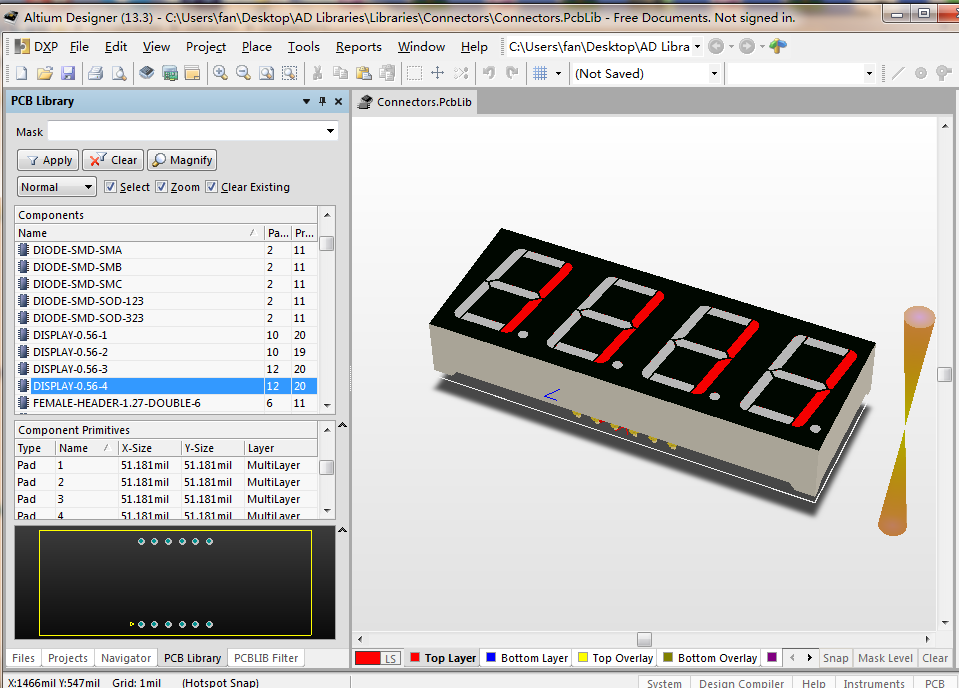 Altium Designer (13.3) - C:\Users\fan\Desktop\AD Libraries\Libraries\Connectors\Connectors.PcbLib - Free Documents. Not signed in.
DXP File Edit View Project Place Tools Reports Window Help C:\Users\fan\Desktop\AD Libra
(Not Saved)
PCB Library
Connectors.PcbLib
Mask
Apply Clear Magnify
Normal Select Zoom Clear Existing
Components
Name Pa... Pr...
DIODE-SMD-SMA 2 11
DIODE-SMD-SMB 2 11
DIODE-SMD-SMC 2 11
DIODE-SMD-SOD-123 2 11
DIODE-SMD-SOD-323 2 11
DISPLAY-0.56-1 10 20
DISPLAY-0.56-2 10 19
DISPLAY-0.56-3 12 20
DISPLAY-0.56-4 12 20
FEMALE-HEADER-1.27-DOUBLE-6 6 11
Component Primitives
Type Name X-Size Y-Size Layer
Pad 1 51.181mil 51.181mil MultiLayer
Pad 2 51.181mil 51.181mil MultiLayer
Pad 3 51.181mil 51.181mil MultiLayer
Pad 4 51.181mil 51.181mil MultiLayer
Files Projects Navigator PCB Library PCBLIB Filter
LS Top Layer Bottom Layer Top Overlay Bottom Overlay Snap Mask Level Clear
X:1466mil Y:547mil Grid: 1mil (Hotspot Snap)
System Design Compiler Help Instruments PCB